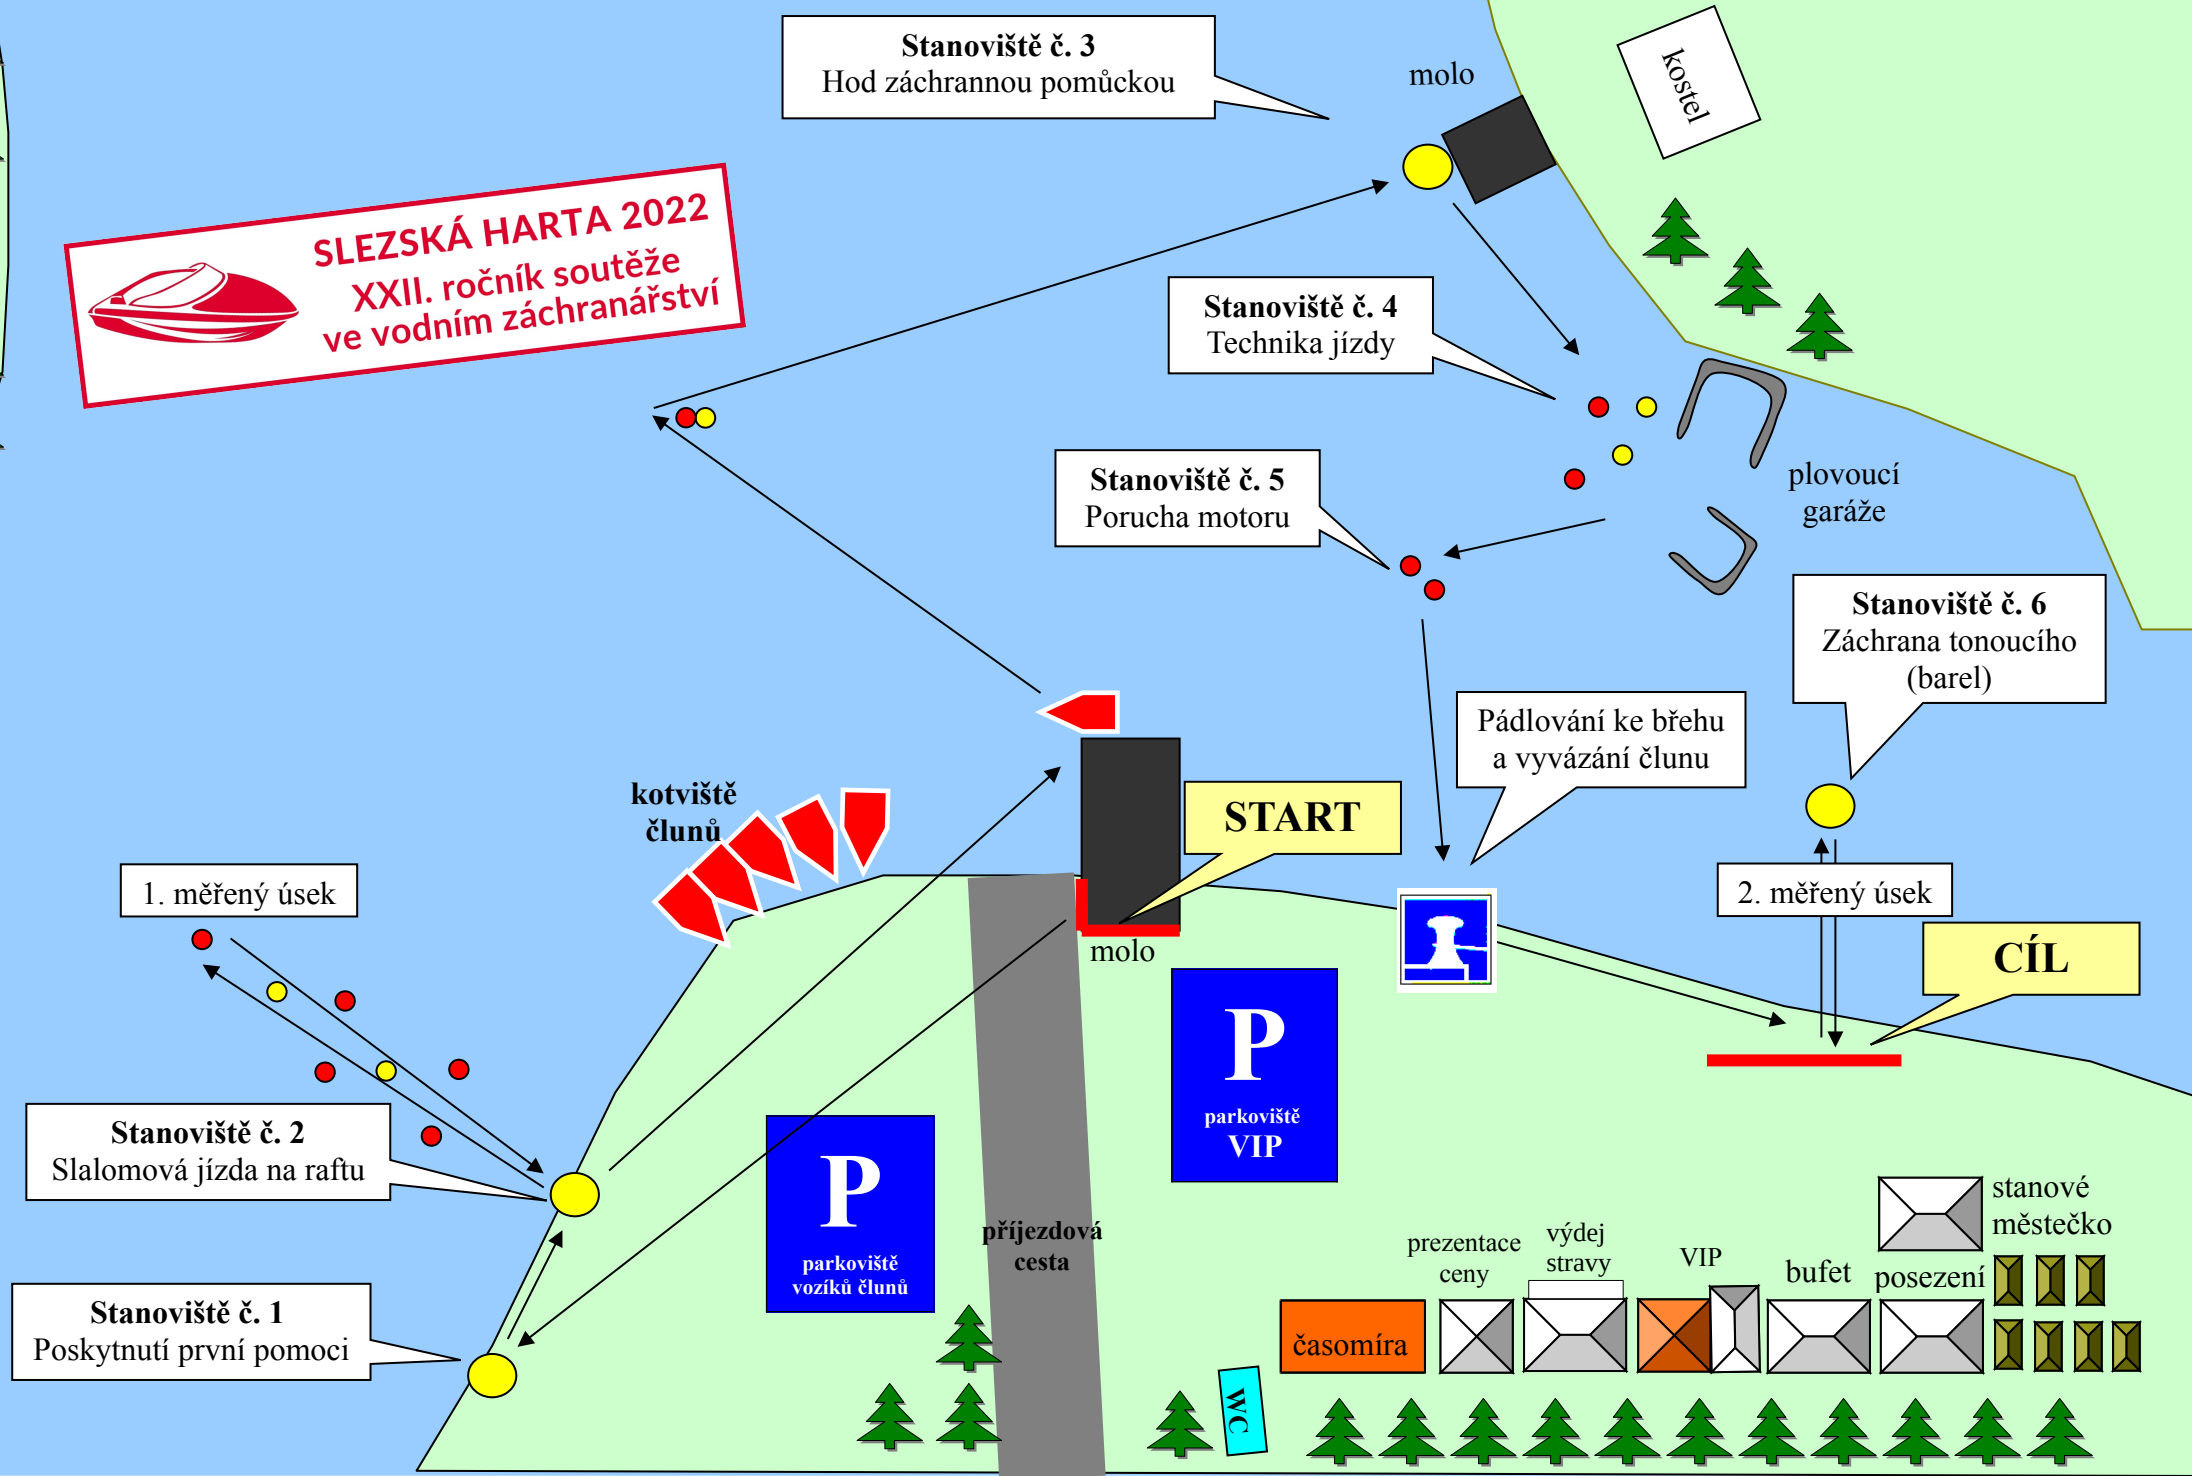 Stanoviště č. 3
Hod záchrannou pomůckou
molo
kostel
SLEZSKÁ HARTA 2022
XXII. ročník soutěže
ve vodním záchranářství
Stanoviště č. 4
Technika jízdy
Stanoviště č. 5
Porucha motoru
plovoucí
garáže
Stanoviště č. 6
Záchrana tonoucího
(barel)
Pádlování ke břehu
a vyvázání člunu
kotviště
člunů
START
1. měřený úsek
2. měřený úsek
molo
CÍL
P
parkoviště
VIP
Stanoviště č. 2
Slalomová jízda na raftu
P
parkoviště
vozíků člunů
příjezdová
cesta
Stanoviště č. 1
Poskytnutí první pomoci
stanové
městečko
prezentace
ceny
výdej
stravy
VIP
bufet
posezení
časomíra
WC